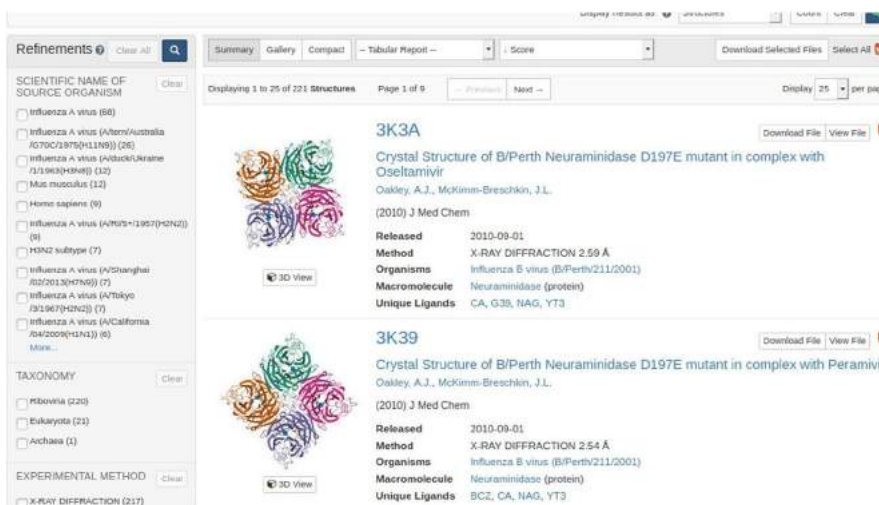 Display Results as Structures Count Clear
Refinements Clear All
Summary Gallery Compact -- Tabular Report -- ↓ Score Download Selected Files Select All
Displaying 1 to 25 of 221 Structures Page 1 of 9 ← Previous Next → Display 25 per pag
SCIENTIFIC NAME OF SOURCE ORGANISM Clear
Influenza A virus (68)
Influenza A virus (A/tern/Australia
/G70C/1975(H11N9)) (26)
Influenza A virus (A/duck/Ukraine
/1/1963(H3N8)) (12)
Mus musculus (12)
Homo sapiens (9)
Influenza A virus (A/RI/5+/1957(H2N2))
(9)
H3N2 subtype (7)
Influenza A virus (A/Shanghai
/02/2013(H7N9)) (7)
Influenza A virus (A/Tokyo
/3/1967(H2N2)) (7)
Influenza A virus (A/California
/04/2009(H1N1)) (6)
More...
TAXONOMY Clear
Riboviria (220)
Eukaryota (21)
Archaea (1)
EXPERIMENTAL METHOD Clear
X-RAY DIFFRACTION (217)
3K3A Download File View File
Crystal Structure of B/Perth Neuraminidase D197E mutant in complex with
Oseltamivir
Oakley, A.J., McKimm-Breschkin, J.L.
(2010) J Med Chem
Released 2010-09-01
Method X-RAY DIFFRACTION 2.59 Å
Organisms Influenza B virus (B/Perth/211/2001)
Macromolecule Neuraminidase (protein)
Unique Ligands CA, G39, NAG, YT3
3D View
3K39 Download File View File
Crystal Structure of B/Perth Neuraminidase D197E mutant in complex with Peramivi
Oakley, A.J., McKimm-Breschkin, J.L.
(2010) J Med Chem
Released 2010-09-01
Method X-RAY DIFFRACTION 2.54 Å
Organisms Influenza B virus (B/Perth/211/2001)
Macromolecule Neuraminidase (protein)
Unique Ligands BCZ, CA, NAG, YT3
3D View